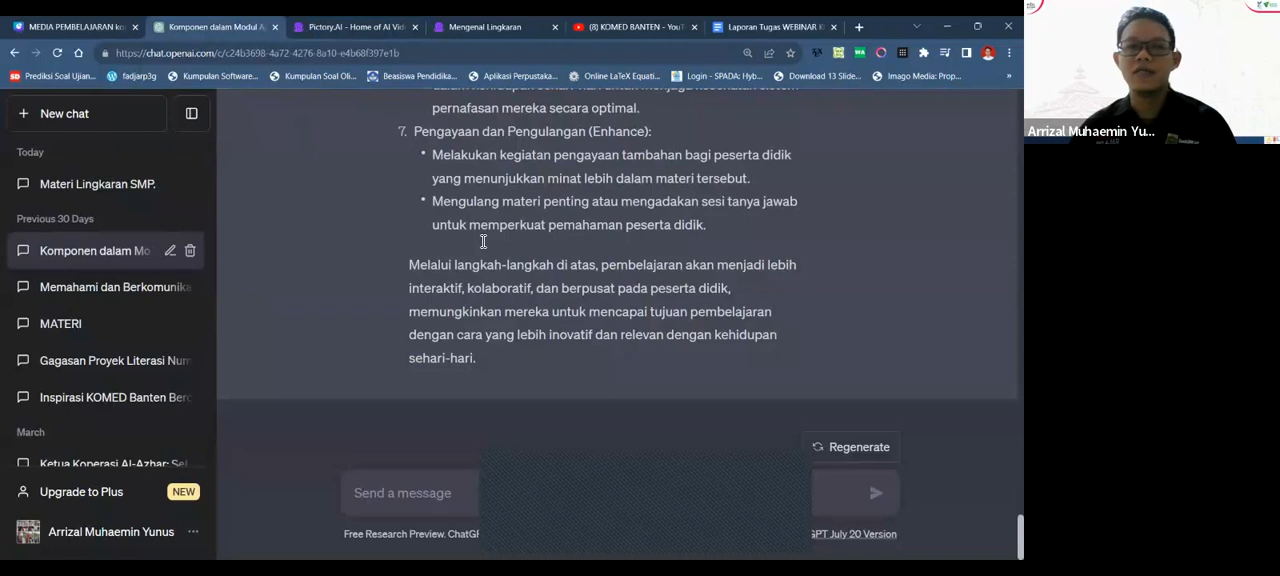 MEDIA PEMBELAJARAN ko
Komponen dalam Modul A
Pictory.AI - Home of AI Vid
Mengenal Lingkaran
(8) KOMED BANTEN - YouT
Laporan Tugas WEBINAR K
https://chat.openai.com/c/c24b3698-4a72-4276-8a10-e4b68f397e1b
Prediksi Soal Ujian...
fadjarp3g
Kumpulan Software...
Kumpulan Soal Oli...
Beasiswa Pendidika...
Aplikasi Perpustaka...
Online LaTeX Equati...
Login - SPADA: Hyb...
Download 13 Slide...
Imago Media: Prop...
New chat
Today
Materi Lingkaran SMP.
Previous 30 Days
Komponen dalam Mo
Memahami dan Berkomunika
MATERI
Gagasan Proyek Literasi Num
Inspirasi KOMED Banten Berd
March
Ketua Koperasi Al-Azhar: Sel
Upgrade to Plus
NEW
Arrizal Muhaemin Yunus
pernafasan mereka secara optimal.
7. Pengayaan dan Pengulangan (Enhance):
• Melakukan kegiatan pengayaan tambahan bagi peserta didik
yang menunjukkan minat lebih dalam materi tersebut.
• Mengulang materi penting atau mengadakan sesi tanya jawab
untuk memperkuat pemahaman peserta didik.
Melalui langkah-langkah di atas, pembelajaran akan menjadi lebih
interaktif, kolaboratif, dan berpusat pada peserta didik,
memungkinkan mereka untuk mencapai tujuan pembelajaran
dengan cara yang lebih inovatif dan relevan dengan kehidupan
sehari-hari.
Regenerate
Send a message
Free Research Preview. ChatGP
GPT July 20 Version
Arrizal Muhaemin Yu...